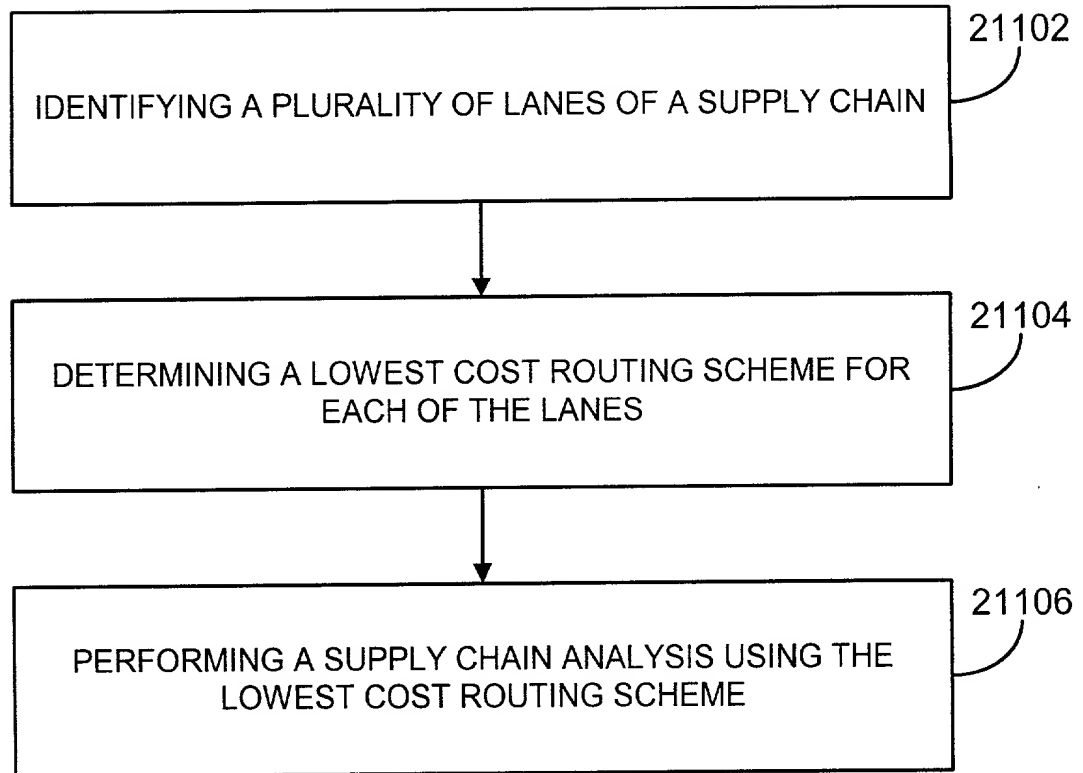 21102
IDENTIFYING A PLURALITY OF LANES OF A SUPPLY CHAIN
21104
DETERMINING A LOWEST COST ROUTING SCHEME FOR
EACH OF THE LANES
21106
PERFORMING A SUPPLY CHAIN ANALYSIS USING THE
LOWEST COST ROUTING SCHEME